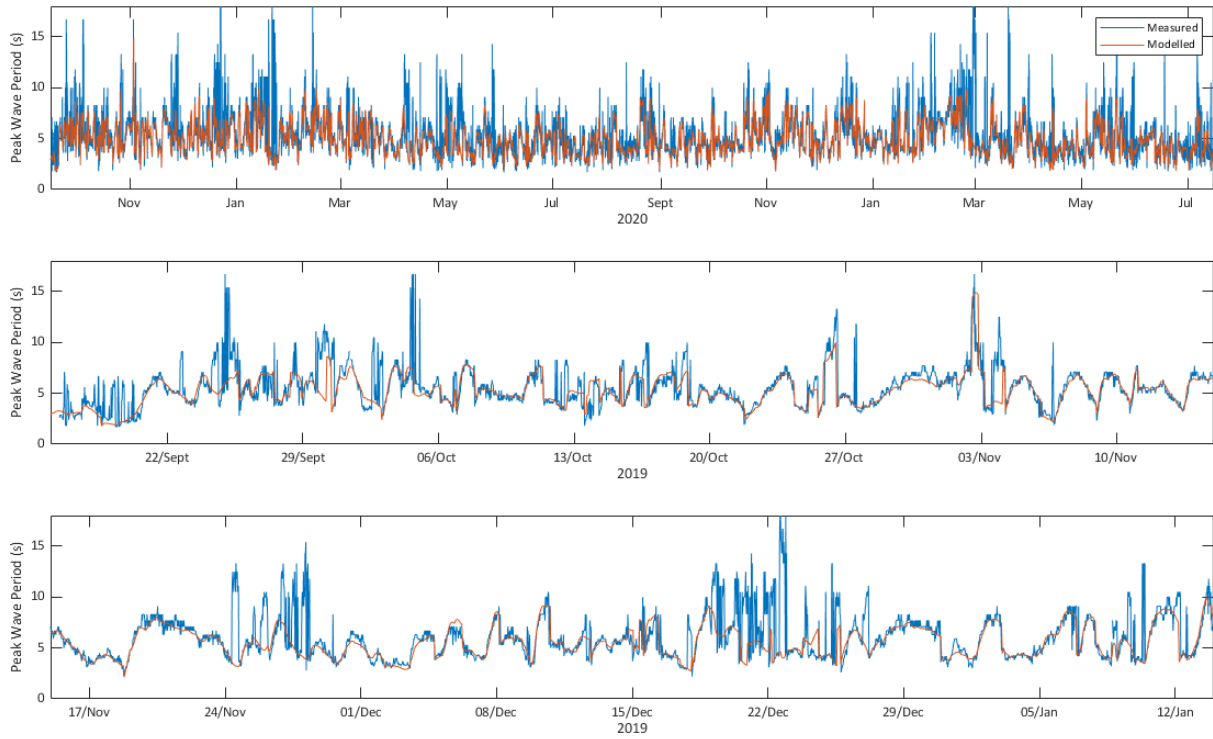 Peak Wave Period (s)
15
10
5
0
Measured
Modelled
Nov Jan Mar May Jul Sept Nov Jan Mar May Jul
2020
Peak Wave Period (s)
15
10
5
0
22/Sept 29/Sept 06/Oct 13/Oct 20/Oct 27/Oct 03/Nov 10/Nov
2019
Peak Wave Period (s)
15
10
5
0
17/Nov 24/Nov 01/Dec 08/Dec 15/Dec 22/Dec 29/Dec 05/Jan 12/Jan
2019